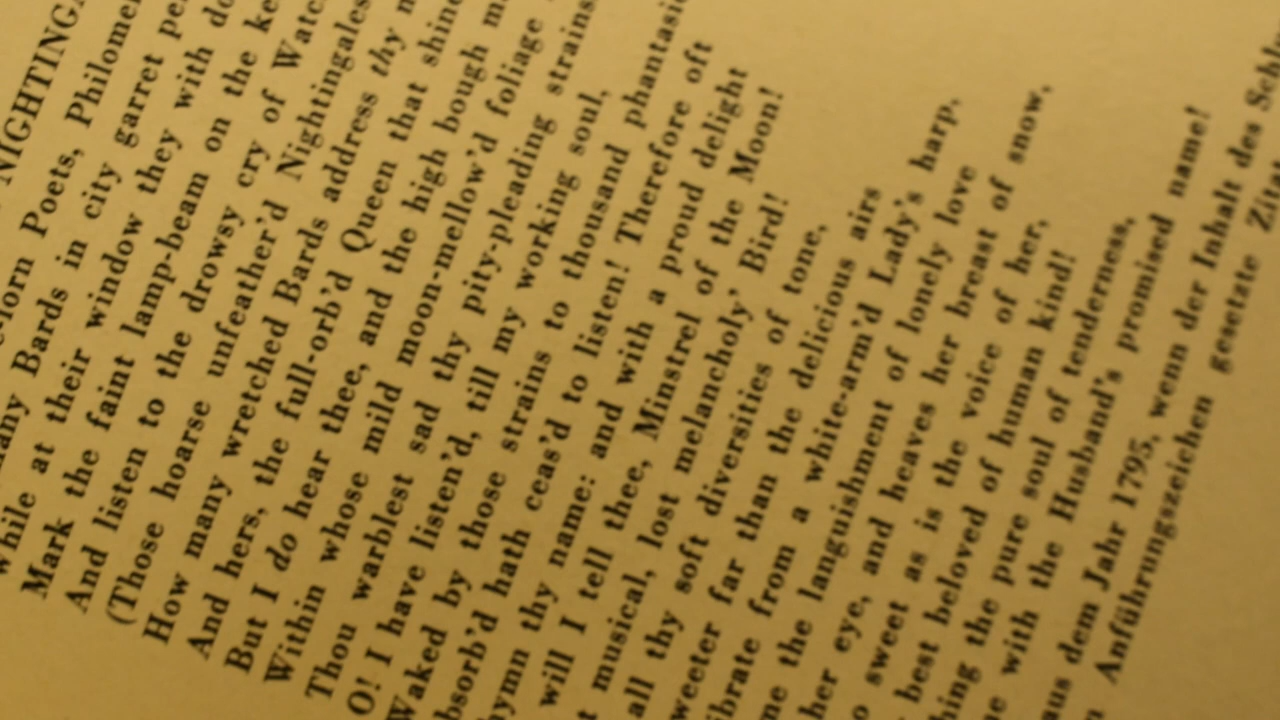 NIGHTINGA
Poets, Philomel
any Bards in city garret pe
While at their window they with do
Mark the faint lamp-beam on the ke
And listen to the drowsy cry of Watc
(Those hoarse unfeather'd Nightingales
How many wretched Bards address thy n
And hers, the full-orb'd Queen that shine
But I do hear thee, and the high bough m
Within whose mild moon-mellow'd foliage
Thou warblest sad thy pity-pleading strains
O! I have listen'd, till my working soul,
Waked by those strains to thousand phantasi
bsorb'd hath ceas'd to listen! Therefore oft
hymn thy name: and with a proud delight
will I tell thee, Minstrel of the Moon!
t musical, lost melancholy' Bird!
all thy soft diversities of tone,
weeter far than the delicious airs
ibrate from a white-arm'd Lady's harp,
me the languishment of lonely love
her eye, and heaves her breast of snow,
o sweet as is the voice of her,
best beloved of human kind!
hing the pure soul of tenderness,
e with the Husband's promised name!
aus dem Jahr 1795, wenn der Inhalt des Schlu
n Anführungszeichen gesetzte Zitat